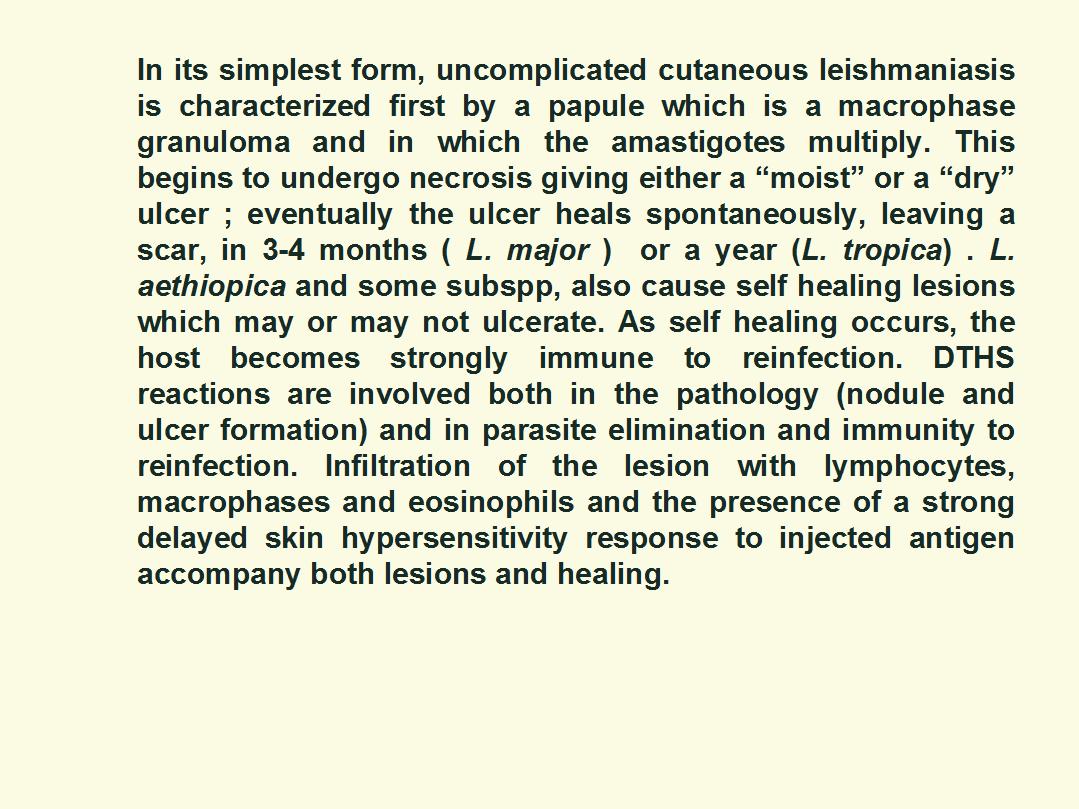 In its simplest form, uncomplicated cutaneous leishmaniasis
is characterized first by a papule which is a macrophase
granuloma and in which the amastigotes multiply. This
begins to undergo necrosis giving either a “moist” or a “dry”
ulcer ; eventually the ulcer heals spontaneously, leaving a
scar, in 3-4 months ( L. major ) or a year (L. tropica) . L.
aethiopica and some subspp, also cause self healing lesions
which may or may not ulcerate. As self healing occurs, the
host becomes strongly immune to reinfection. DTHS
reactions are involved both in the pathology (nodule and
ulcer formation) and in parasite elimination and immunity to
reinfection. Infiltration of the lesion with lymphocytes,
macrophases and eosinophils and the presence of a strong
delayed skin hypersensitivity response to injected antigen
accompany both lesions and healing.